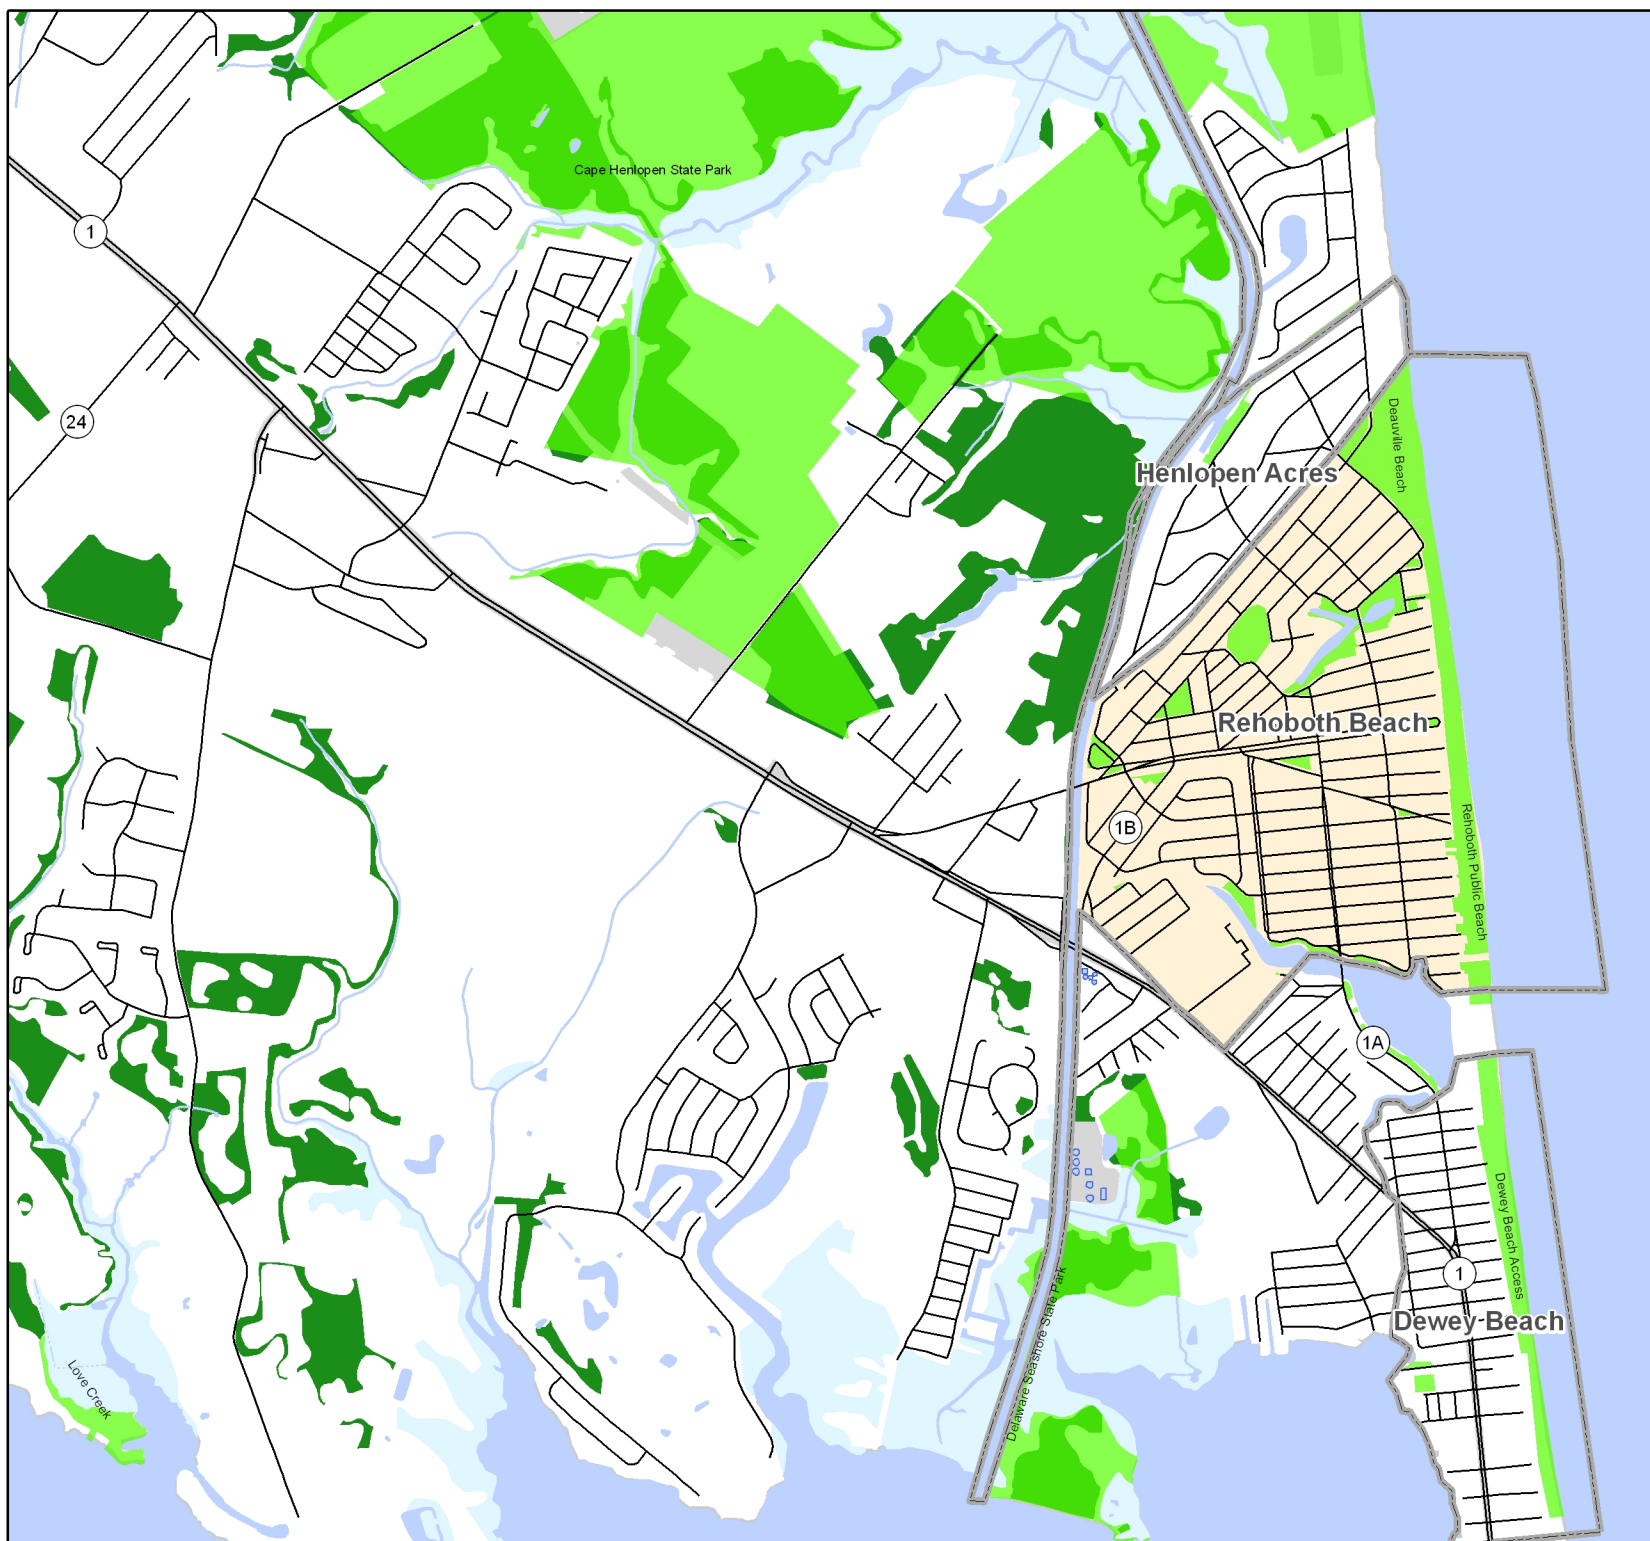 Cape Henlopen State Park
1
24
Deauville Beach
Henlopen Acres
Rehoboth Beach
1B
Rehoboth Public Beach
1A
Dewey Beach Access
1
Dewey Beach
Delaware Seashore State Park
Love Creek